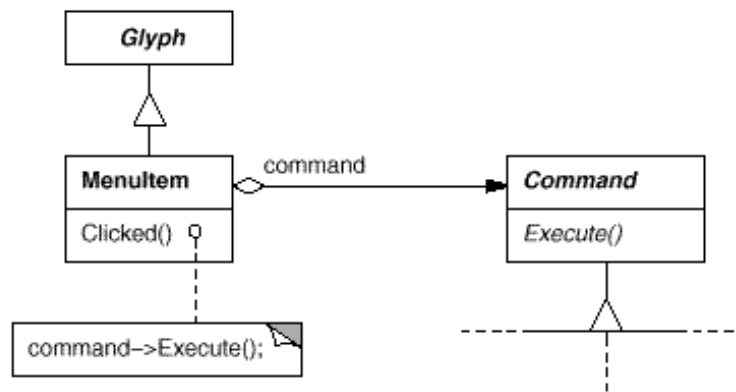 Glyph
MenuItem
command
Command
Clicked()
Execute()
command->Execute();